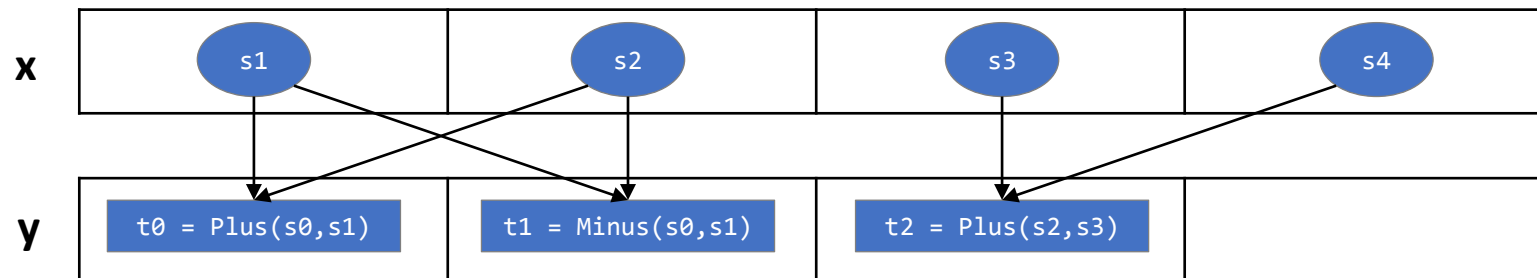 x s1 s2 s3 s4
y t0 = Plus(s0,s1) t1 = Minus(s0,s1) t2 = Plus(s2,s3)